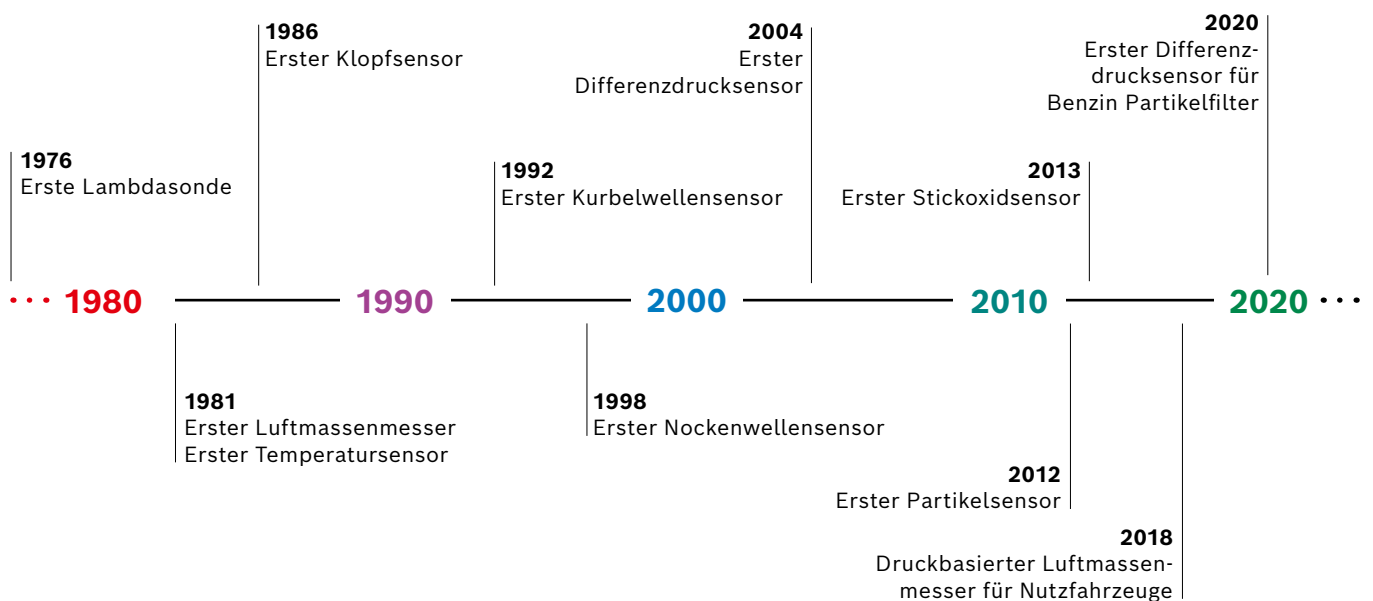 1976
Erste Lambdasonde
1986
Erster Klopfsensor
1992
Erster Kurbelwellensensor
2004
Erster
Differenzdrucksensor
2013
Erster Stickoxidsensor
2020
Erster Differenz-
drucksensor für
Benzin Partikelfilter
... 1980
1990
2000
2010
2020 ...
1981
Erster Luftmassenmesser
Erster Temperatursensor
1998
Erster Nockenwellensensor
2012
Erster Partikelsensor
2018
Druckbasierter Luftmassen-
messer für Nutzfahrzeuge